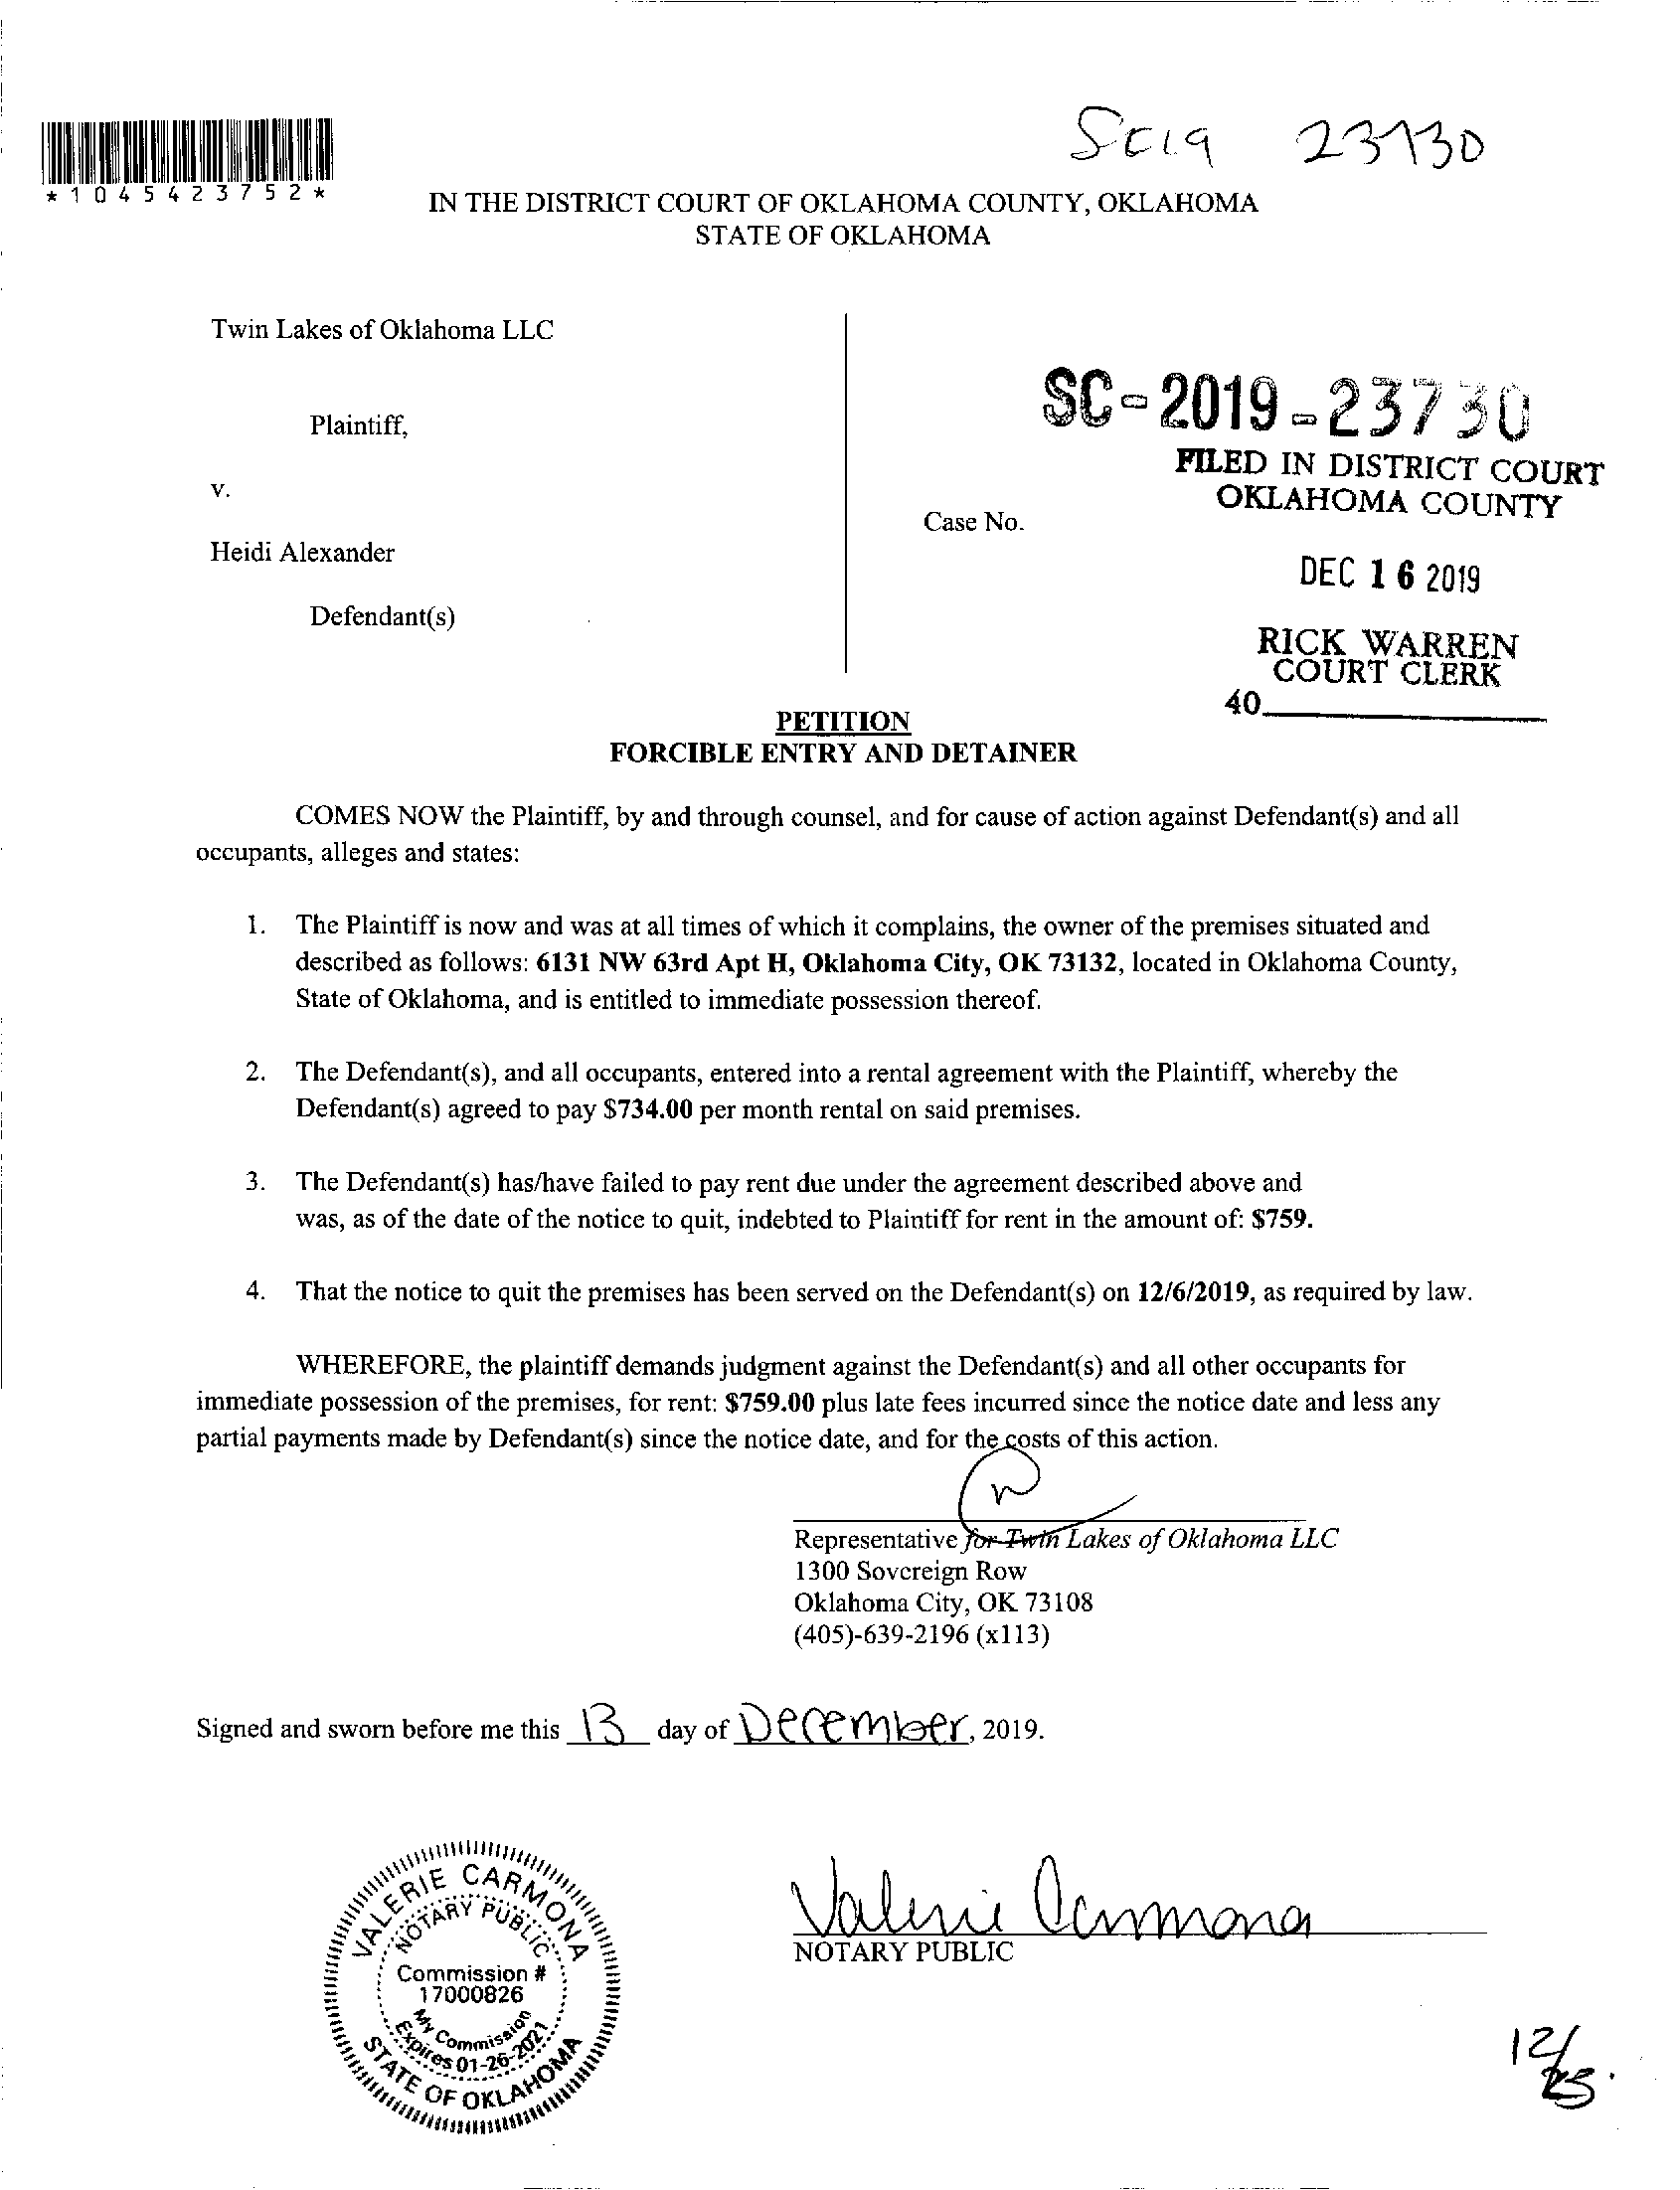 SC19 23730
*1045423752*
IN THE DISTRICT COURT OF OKLAHOMA COUNTY, OKLAHOMA
STATE OF OKLAHOMA
Twin Lakes of Oklahoma LLC
Plaintiff,
v.
Heidi Alexander
Defendant(s)
Case No.
SC-2019-23730
FILED IN DISTRICT COURT
OKLAHOMA COUNTY
DEC 16 2019
RICK WARREN
COURT CLERK
40
PETITION
FORCIBLE ENTRY AND DETAINER
COMES NOW the Plaintiff, by and through counsel, and for cause of action against Defendant(s) and all
occupants, alleges and states:
1. The Plaintiff is now and was at all times of which it complains, the owner of the premises situated and
described as follows: 6131 NW 63rd Apt H, Oklahoma City, OK 73132, located in Oklahoma County,
State of Oklahoma, and is entitled to immediate possession thereof.
2. The Defendant(s), and all occupants, entered into a rental agreement with the Plaintiff, whereby the
Defendant(s) agreed to pay $734.00 per month rental on said premises.
3. The Defendant(s) has/have failed to pay rent due under the agreement described above and
was, as of the date of the notice to quit, indebted to Plaintiff for rent in the amount of: $759.
4. That the notice to quit the premises has been served on the Defendant(s) on 12/6/2019, as required by law.
WHEREFORE, the plaintiff demands judgment against the Defendant(s) and all other occupants for
immediate possession of the premises, for rent: $759.00 plus late fees incurred since the notice date and less any
partial payments made by Defendant(s) since the notice date, and for the costs of this action.
Representative for Twin Lakes of Oklahoma LLC
1300 Sovereign Row
Oklahoma City, OK 73108
(405)-639-2196 (x113)
Signed and sworn before me this 13 day of December, 2019.
Valerie Carmona
NOTARY PUBLIC
VALERIE CARMONA
NOTARY PUBLIC
Commission #
17000826
My Commission
Expires 01-26-2021
STATE OF OKLAHOMA